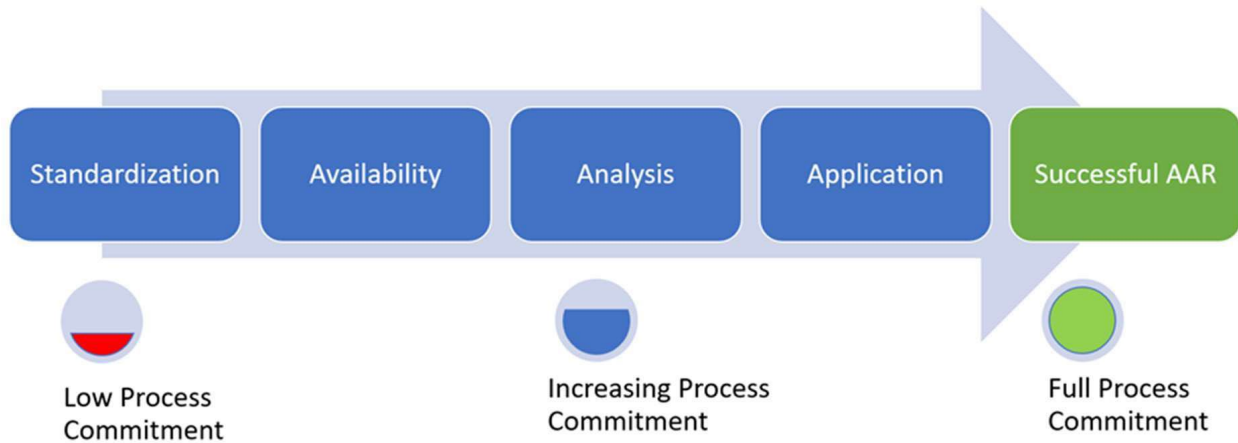 Standardization
Availability
Analysis
Application
Successful AAR
Low Process
Commitment
Increasing Process
Commitment
Full Process
Commitment